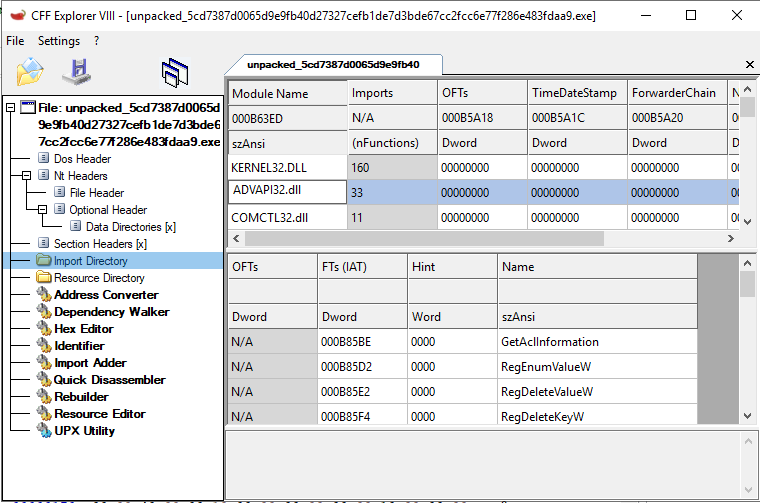 CFF Explorer VIII - [unpacked_5cd7387d0065d9e9fb40d27327cefb1de7d3bde67cc2fcc6e77f286e483fdaa9.exe]
File Settings ?
unpacked_5cd7387d0065d9e9fb40
File: unpacked_5cd7387d0065d
9e9fb40d27327cefb1de7d3bde6
7cc2fcc6e77f286e483fdaa9.exe
Dos Header
Nt Headers
File Header
Optional Header
Data Directories [x]
Section Headers [x]
Import Directory
Resource Directory
Address Converter
Dependency Walker
Hex Editor
Identifier
Import Adder
Quick Disassembler
Rebuilder
Resource Editor
UPX Utility
Module Name Imports OFTs TimeDateStamp ForwarderChain N
000B63ED N/A 000B5A18 000B5A1C 000B5A20
szAnsi (nFunctions) Dword Dword Dword
KERNEL32.DLL 160 00000000 00000000 00000000
ADVAPI32.dll 33 00000000 00000000 00000000
COMCTL32.dll 11 00000000 00000000 00000000
OFTs FTs (IAT) Hint Name
Dword Dword Word szAnsi
N/A 000B85BE 0000 GetAclInformation
N/A 000B85D2 0000 RegEnumValueW
N/A 000B85E2 0000 RegDeleteValueW
N/A 000B85F4 0000 RegDeleteKeyW